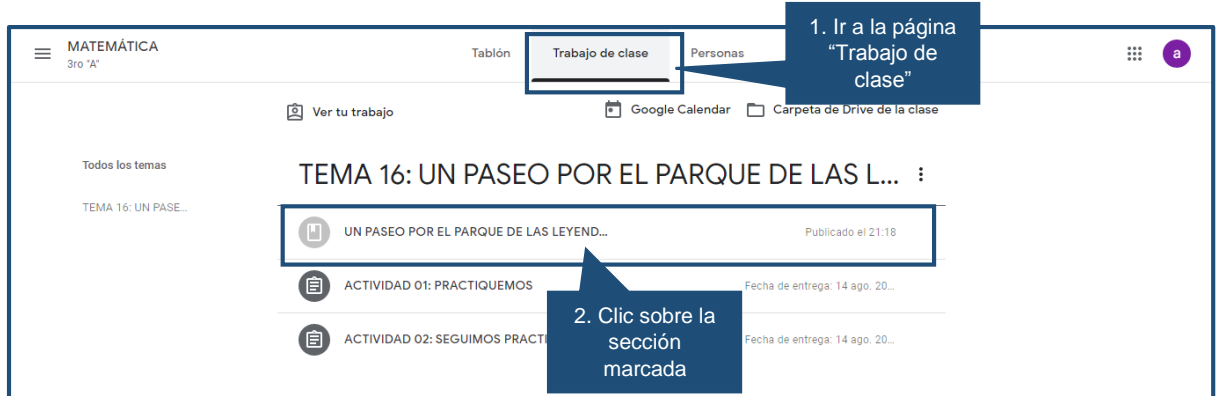 MATEMÁTICA
3ro "A"
Tablón
Trabajo de clase
Personas
1. Ir a la página
“Trabajo de
clase”
a
Ver tu trabajo
Google Calendar
Carpeta de Drive de la clase
Todos los temas
TEMA 16: UN PASE...
TEMA 16: UN PASEO POR EL PARQUE DE LAS L...
UN PASEO POR EL PARQUE DE LAS LEYEND...
Publicado el 21:18
ACTIVIDAD 01: PRACTIQUEMOS
Fecha de entrega: 14 ago. 20...
ACTIVIDAD 02: SEGUIMOS PRACTI
Fecha de entrega: 14 ago. 20...
2. Clic sobre la
sección
marcada